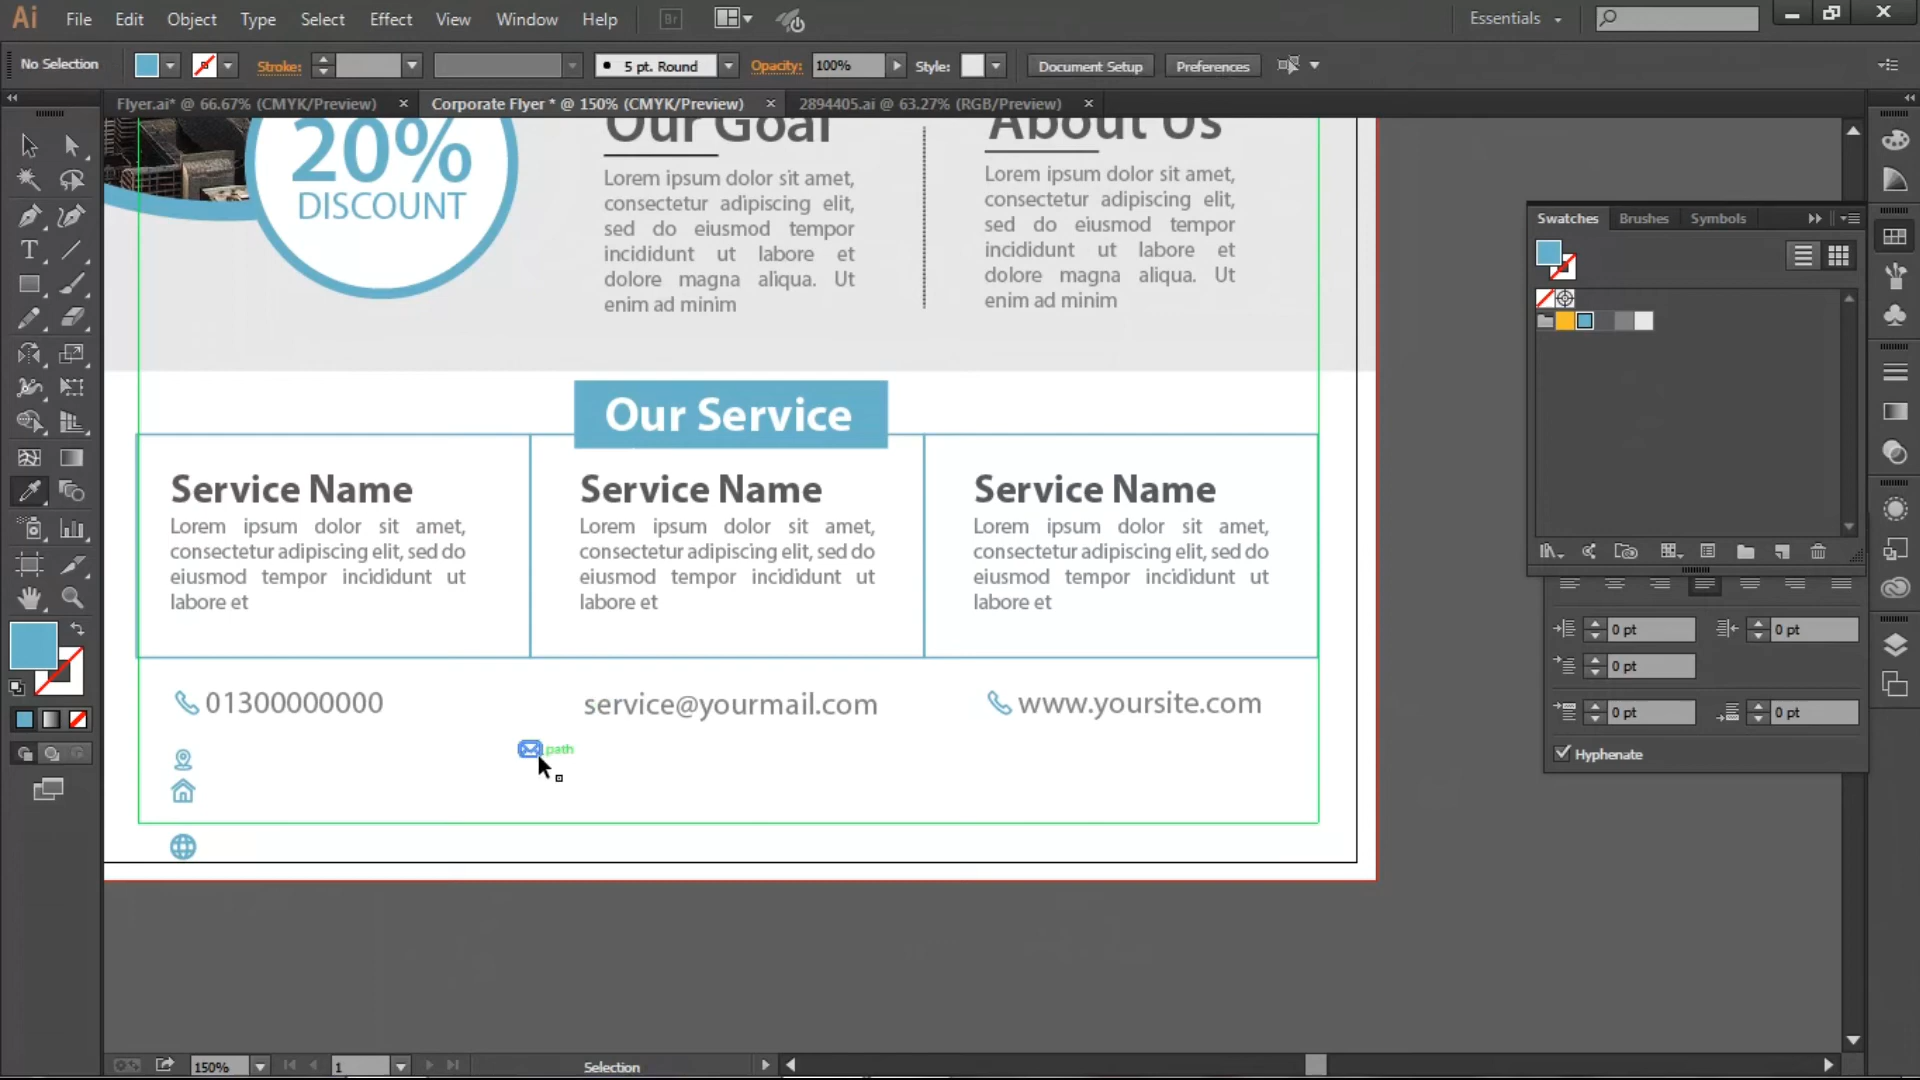 Ai File Edit Object Type Select Effect View Window Help Br Essentials
No Selection Stroke: 5 pt. Round Opacity: 100% Style: Document Setup Preferences
Flyer.ai* @ 66.67% (CMYK/Preview) × Corporate Flyer * @ 150% (CMYK/Preview) × 2894405.ai @ 63.27% (RGB/Preview) ×
20%
DISCOUNT
Our Goal
Lorem ipsum dolor sit amet,
consectetur adipiscing elit,
sed do eiusmod tempor
incididunt ut labore et
dolore magna aliqua. Ut
enim ad minim
About Us
Lorem ipsum dolor sit amet,
consectetur adipiscing elit,
sed do eiusmod tempor
incididunt ut labore et
dolore magna aliqua. Ut
enim ad minim
Our Service
Service Name
Lorem ipsum dolor sit amet,
consectetur adipiscing elit, sed do
eiusmod tempor incididunt ut
labore et
Service Name
Lorem ipsum dolor sit amet,
consectetur adipiscing elit, sed do
eiusmod tempor incididunt ut
labore et
Service Name
Lorem ipsum dolor sit amet,
consectetur adipiscing elit, sed do
eiusmod tempor incididunt ut
labore et
01300000000
service@yourmail.com
www.yoursite.com
path
Swatches Brushes Symbols
0 pt 0 pt
0 pt
0 pt 0 pt
Hyphenate
150% 1 Selection